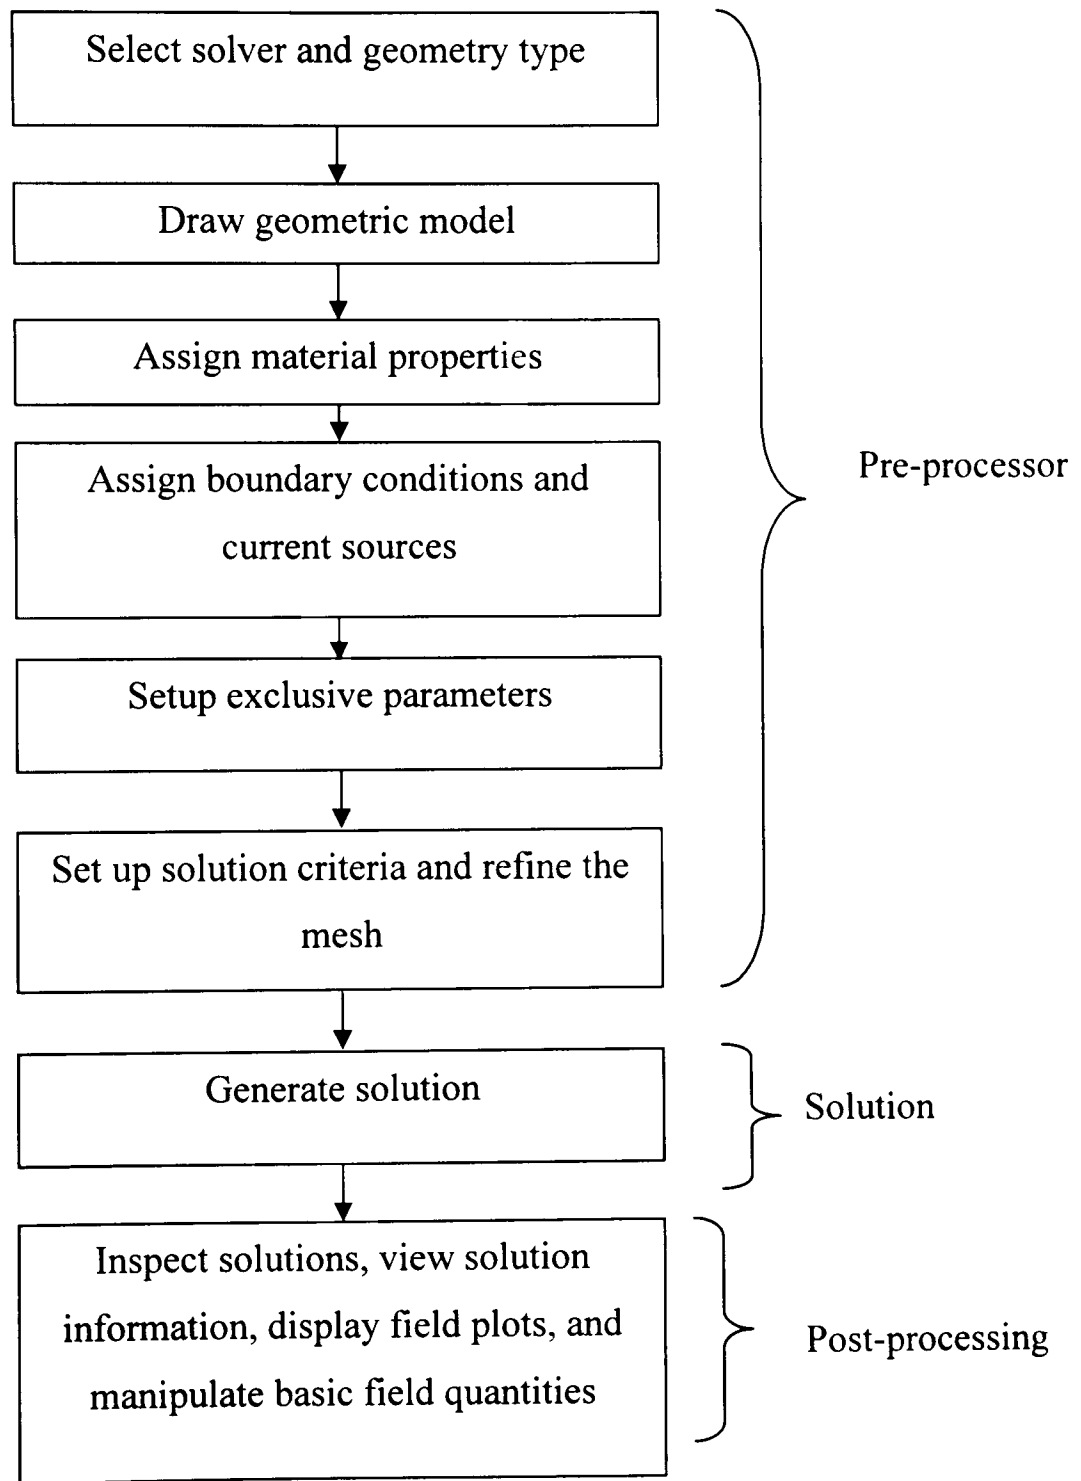 Select solver and geometry type
Draw geometric model
Assign material properties
Assign boundary conditions and
current sources
Pre-processor
Setup exclusive parameters
Set up solution criteria and refine the
mesh
Generate solution
Solution
Inspect solutions, view solution
information, display field plots, and
manipulate basic field quantities
Post-processing